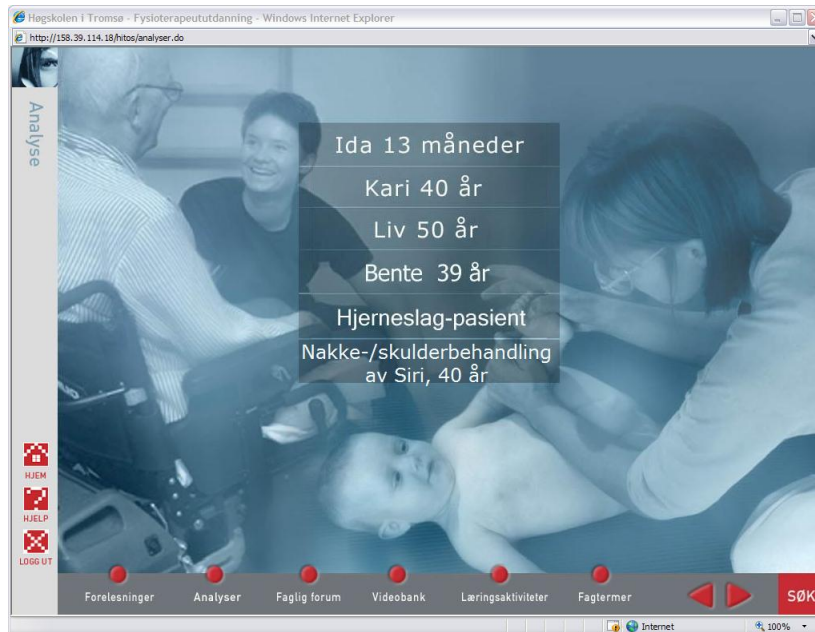 Høgskolen i Tromsø - Fysioterapeututdanning - Windows Internet Explorer
http://158.39.114.18/hitos/analyser.do
Analyse
Ida 13 måneder
Kari 40 år
Liv 50 år
Bente 39 år
Hjerneslag-pasient
Nakke-/skulderbehandling
av Siri, 40 år
HJEM
HJELP
LOGG UT
Forelesninger Analyser Faglig forum Videobank Læringsaktiviteter Fagtermer SØK
Internet 100%